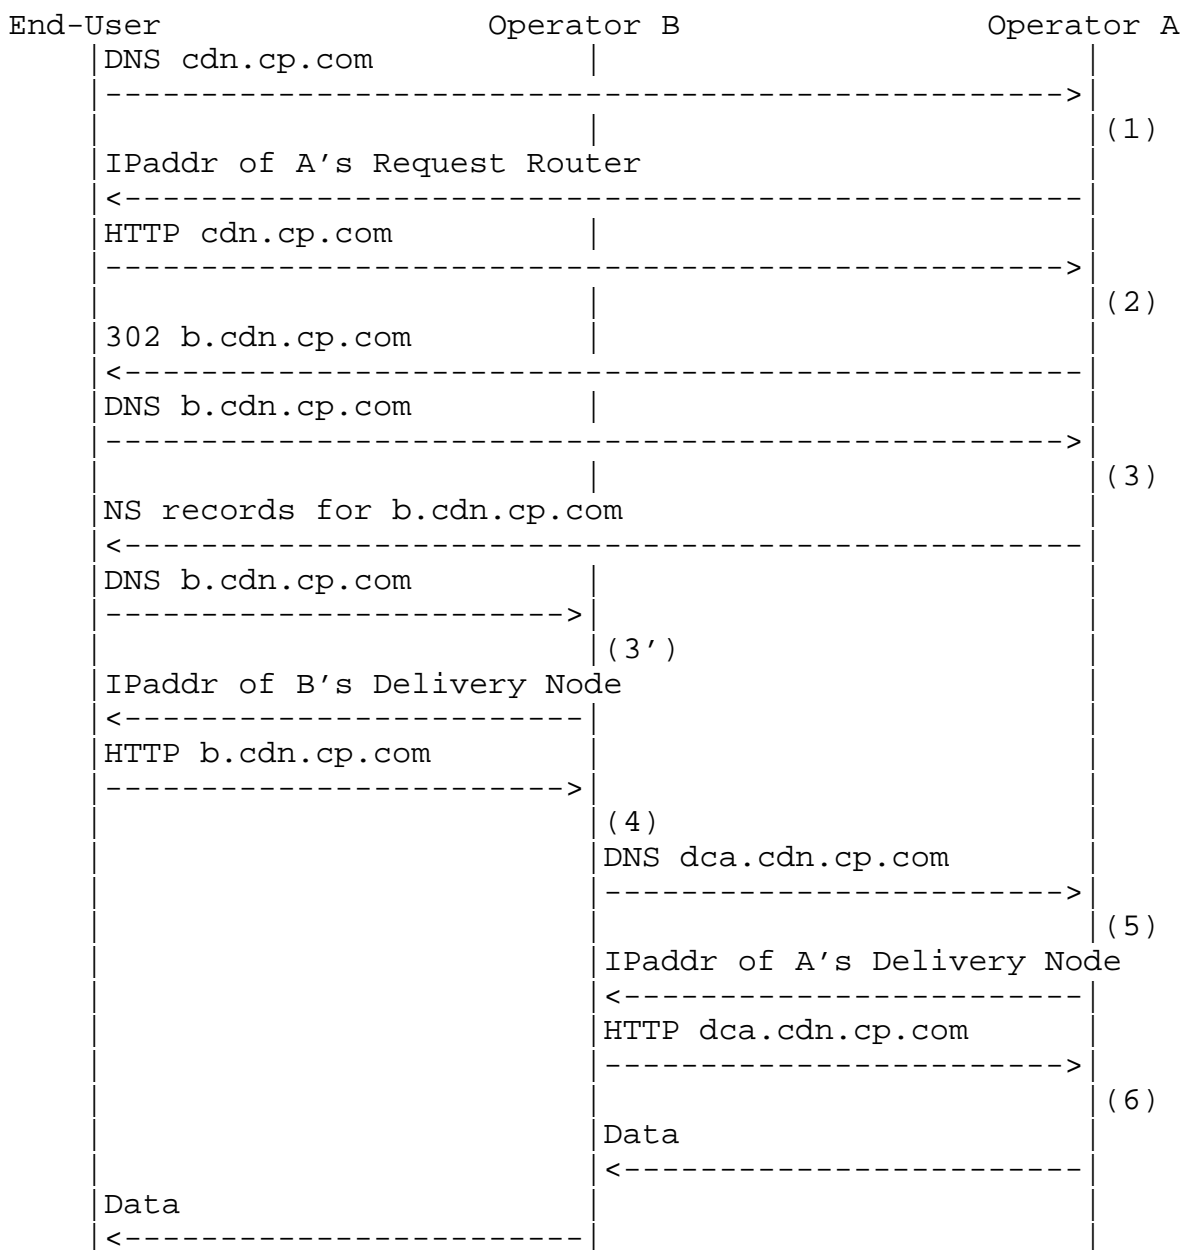 End-User Operator B Operator A
DNS cdn.cp.com
(1)
IPaddr of A's Request Router
HTTP cdn.cp.com
(2)
302 b.cdn.cp.com
DNS b.cdn.cp.com
(3)
NS records for b.cdn.cp.com
DNS b.cdn.cp.com
(3')
IPaddr of B's Delivery Node
HTTP b.cdn.cp.com
(4)
DNS dca.cdn.cp.com
(5)
IPaddr of A's Delivery Node
HTTP dca.cdn.cp.com
(6)
Data
Data